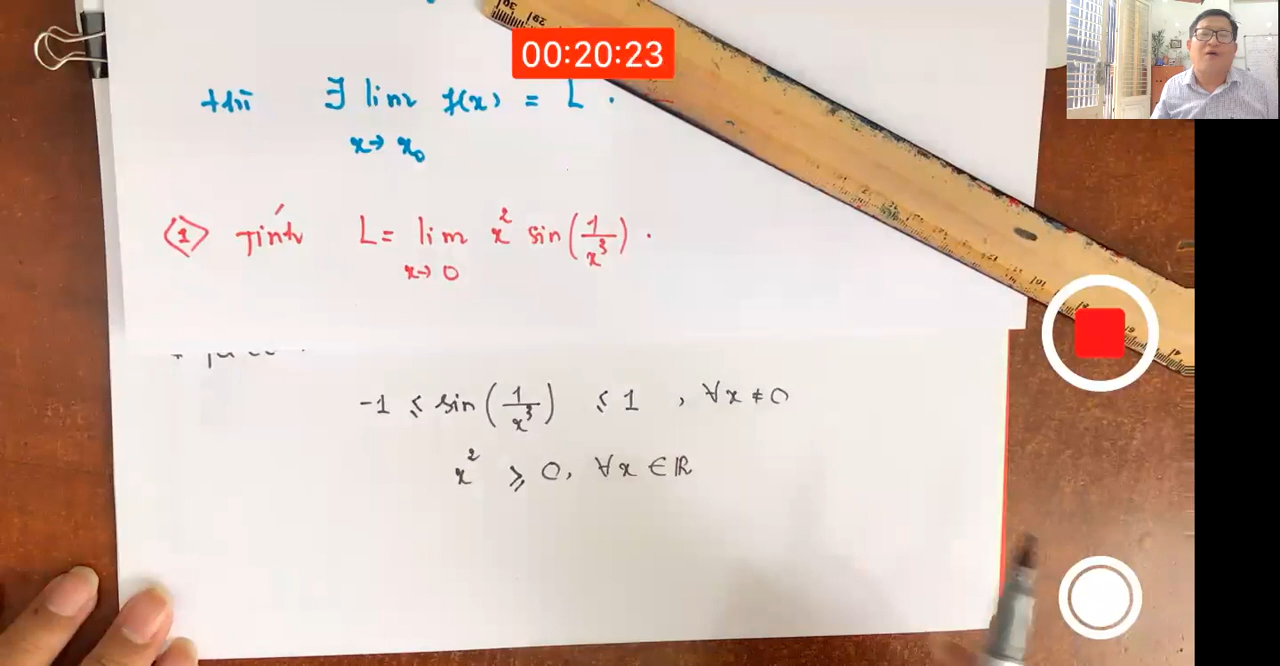 00:20:23
thì ∃ lim f(x) = L .
x→ x₀
<1> Tính L = lim x² sin(1/x³) .
x→ 0
-1 ≤ sin(1/x³) ≤ 1 , ∀x ≠ 0
x² ≥ 0, ∀x ∈ ℝ